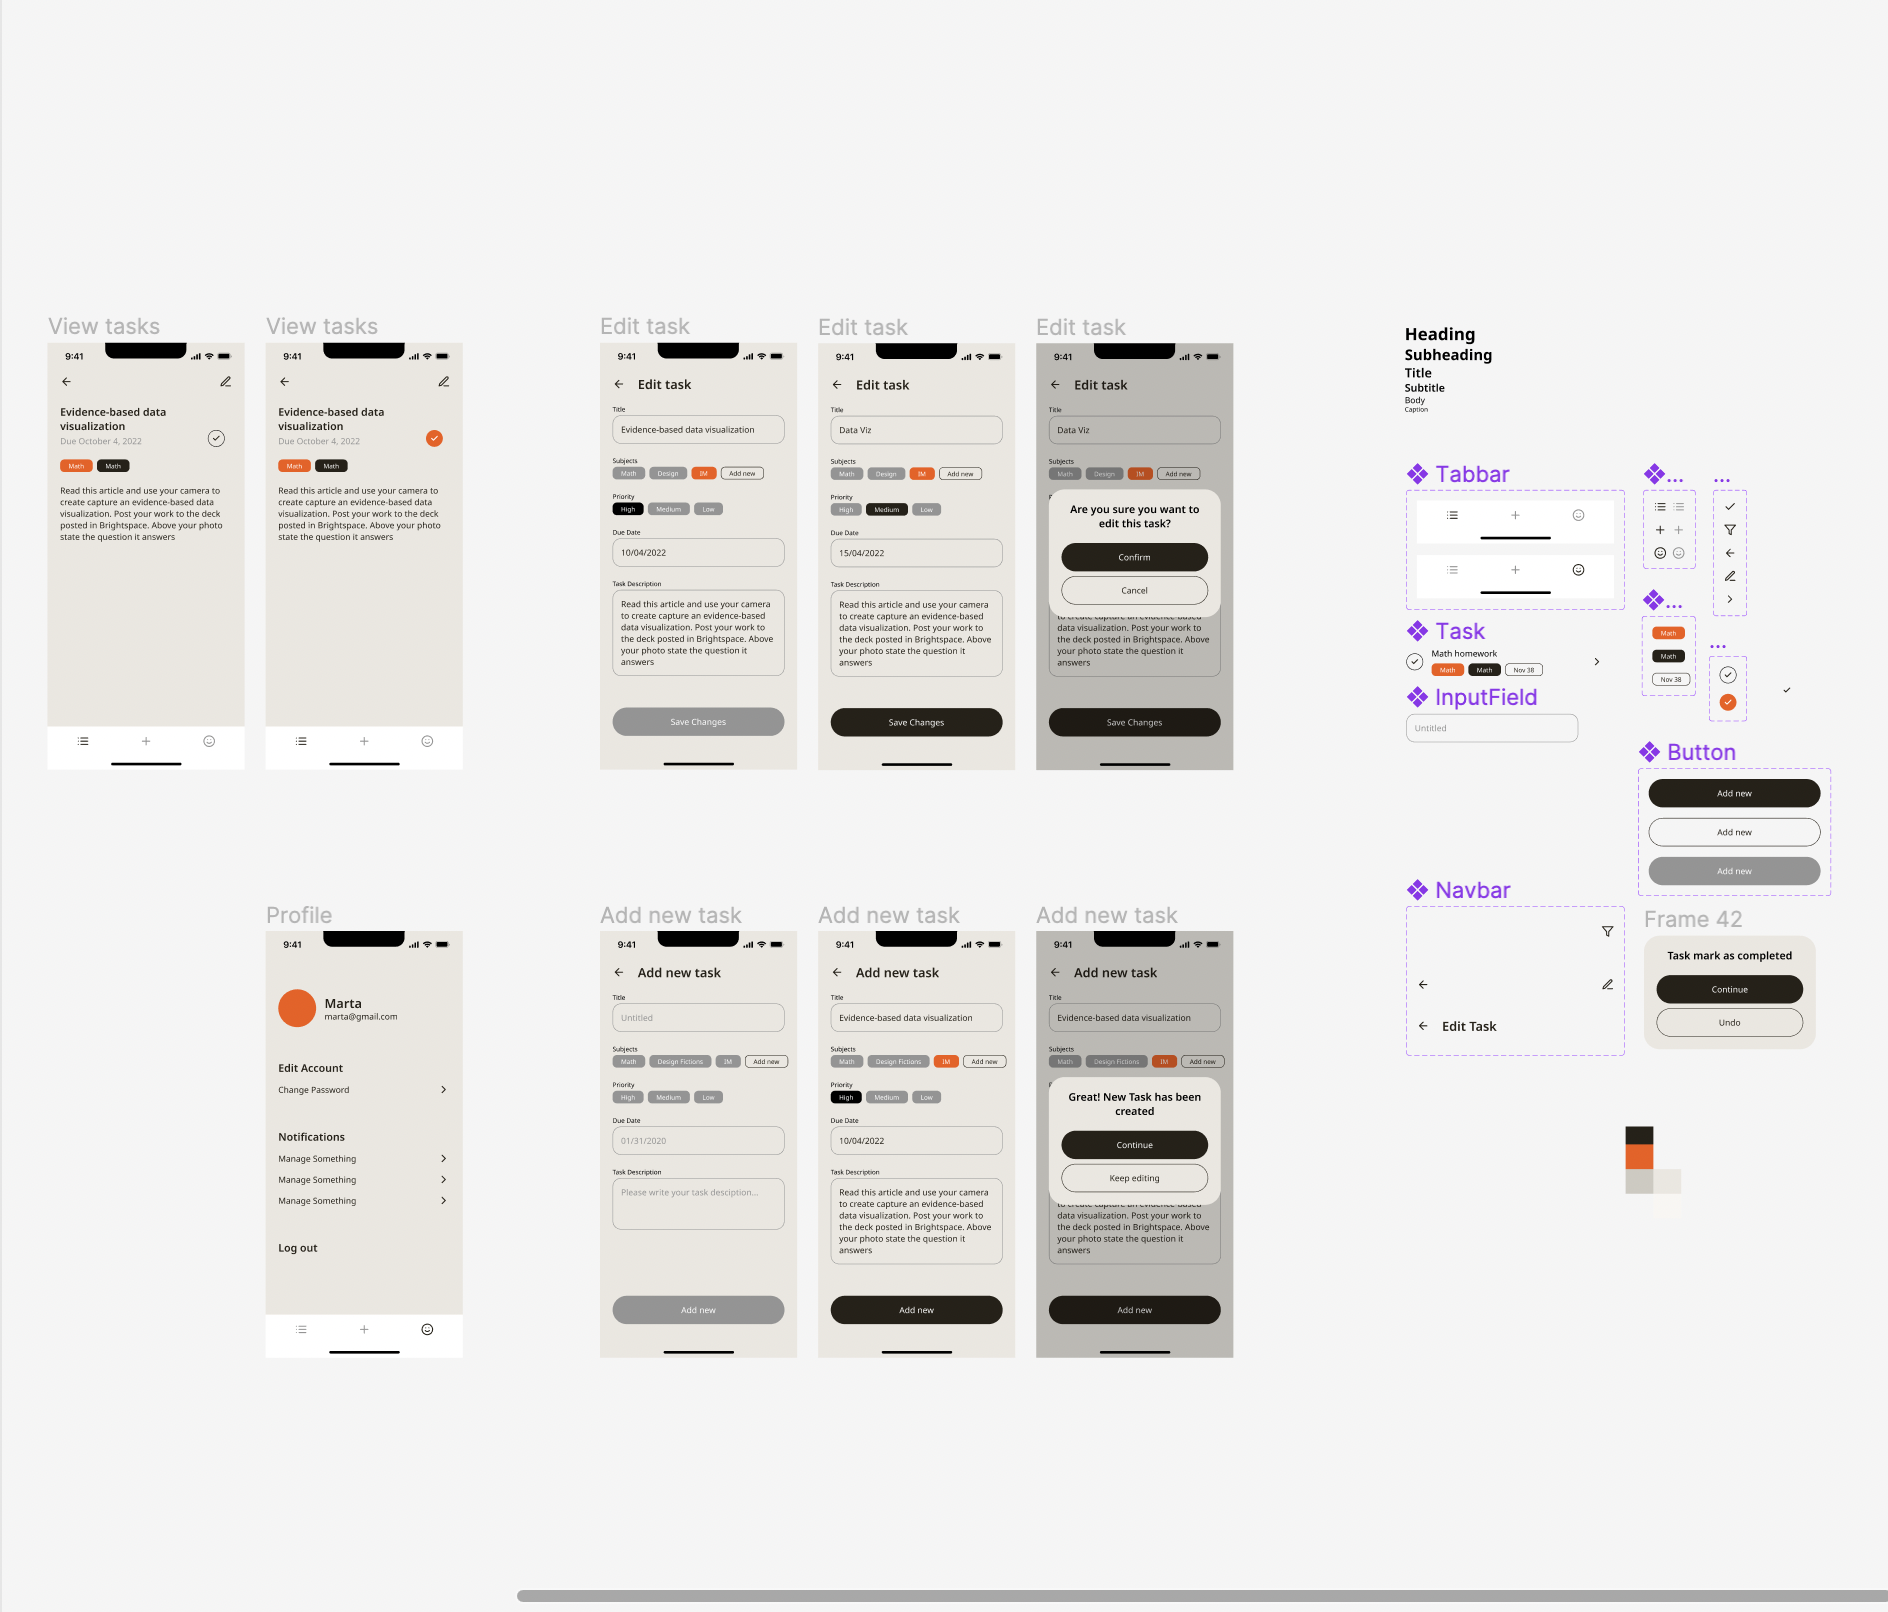 View tasks
9:41
Evidence-based data
visualization
Due October 4, 2022
Math Math
Read this article and use your camera to
create capture an evidence-based data
visualization. Post your work to the deck
posted in Brightspace. Above your photo
state the question it answers
View tasks
9:41
Evidence-based data
visualization
Due October 4, 2022
Math Math
Read this article and use your camera to
create capture an evidence-based data
visualization. Post your work to the deck
posted in Brightspace. Above your photo
state the question it answers
Edit task
9:41
Edit task
Title
Evidence-based data visualization
Subjects
Math Design IM Add new
Priority
High Medium Low
Due Date
10/04/2022
Task Description
Read this article and use your camera
to create capture an evidence-based
data visualization. Post your work to
the deck posted in Brightspace. Above
your photo state the question it
answers
Save Changes
Edit task
9:41
Edit task
Title
Data Viz
Subjects
Math Design IM Add new
Priority
High Medium Low
Due Date
15/04/2022
Task Description
Read this article and use your camera
to create capture an evidence-based
data visualization. Post your work to
the deck posted in Brightspace. Above
your photo state the question it
answers
Save Changes
Edit task
9:41
Edit task
Title
Data Viz
Subjects
Math Design IM Add new
Are you sure you want to
edit this task?
Confirm
Cancel
to create capture an evidence-based
data visualization. Post your work to
the deck posted in Brightspace. Above
your photo state the question it
answers
Save Changes
Heading
Subheading
Title
Subtitle
Body
Caption
Tabbar
...
...
Task
Math homework
Math Math Nov 38
InputField
Untitled
...
Math
Math
Nov 38
...
Button
Add new
Add new
Add new
Navbar
Edit Task
Frame 42
Task mark as completed
Continue
Undo
Profile
9:41
Marta
marta@gmail.com
Edit Account
Change Password
Notifications
Manage Something
Manage Something
Manage Something
Log out
Add new task
9:41
Add new task
Title
Untitled
Subjects
Math Design Fictions IM Add new
Priority
High Medium Low
Due Date
01/31/2020
Task Description
Please write your task desciption...
Add new
Add new task
9:41
Add new task
Title
Evidence-based data visualization
Subjects
Math Design Fictions IM Add new
Priority
High Medium Low
Due Date
10/04/2022
Task Description
Read this article and use your camera
to create capture an evidence-based
data visualization. Post your work to
the deck posted in Brightspace. Above
your photo state the question it
answers
Add new
Add new task
9:41
Add new task
Title
Evidence-based data visualization
Subjects
Math Design Fictions IM Add new
Great! New Task has been
created
Continue
Keep editing
to create capture an evidence-based
data visualization. Post your work to
the deck posted in Brightspace. Above
your photo state the question it
answers
Add new